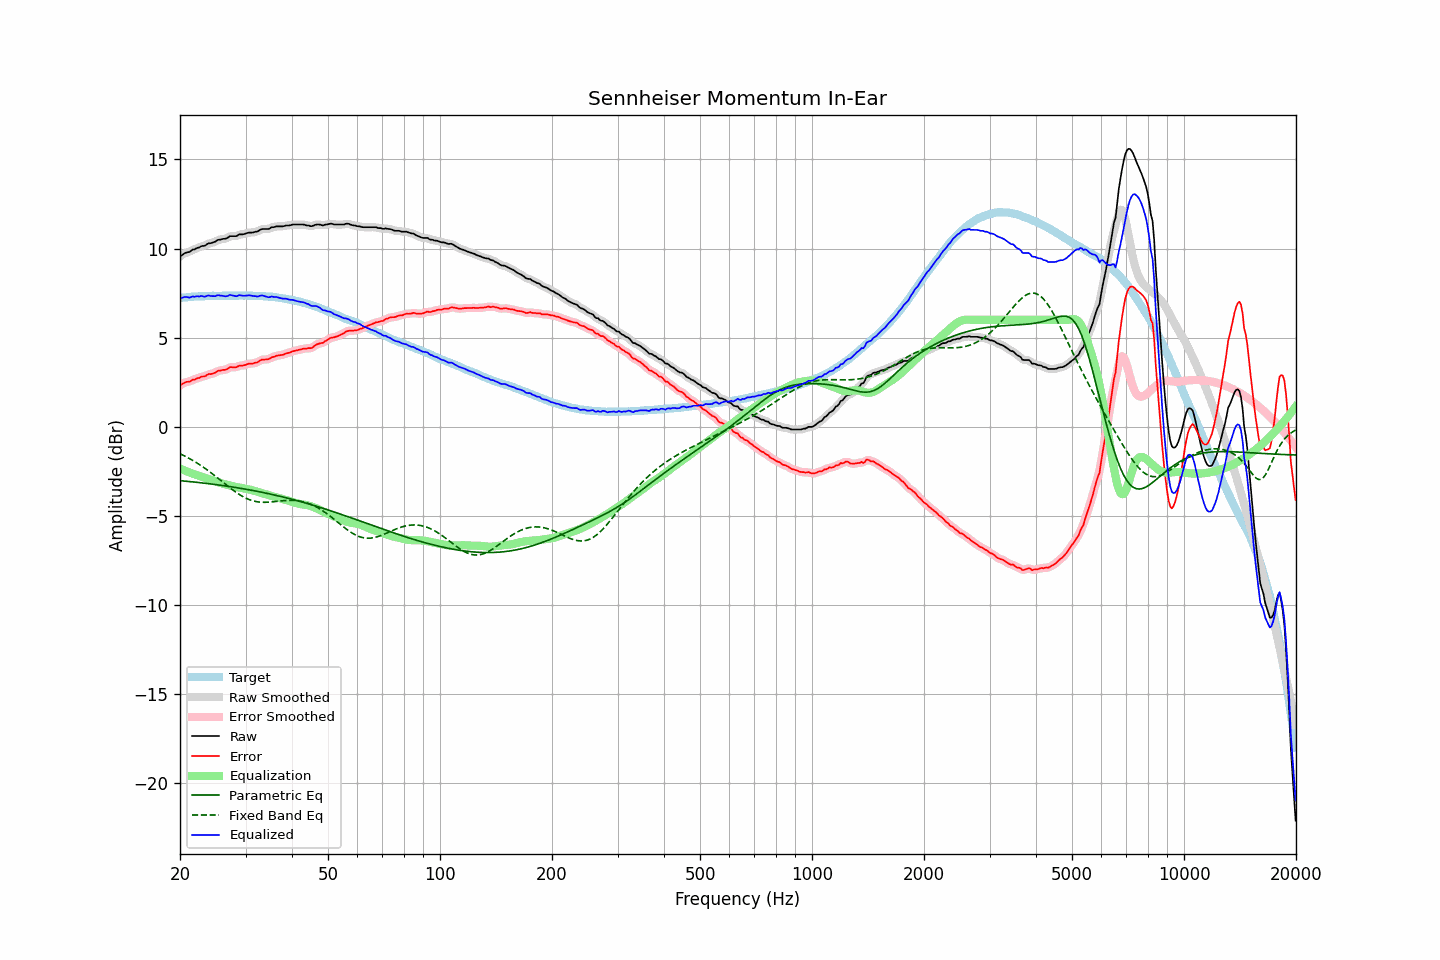 Sennheiser Momentum In-Ear
Amplitude (dBr)
15
10
5
0
−5
−10
−15
−20
Target
Raw Smoothed
Error Smoothed
Raw
Error
Equalization
Parametric Eq
Fixed Band Eq
Equalized
20 50 100 200 500 1000 2000 5000 10000 20000
Frequency (Hz)